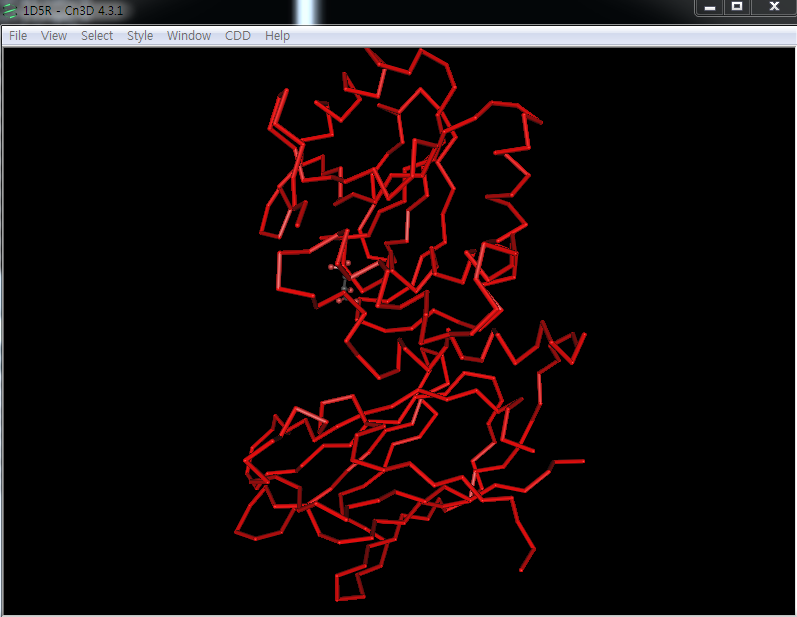 1D5R - Cn3D 4.3.1
File View Select Style Window CDD Help